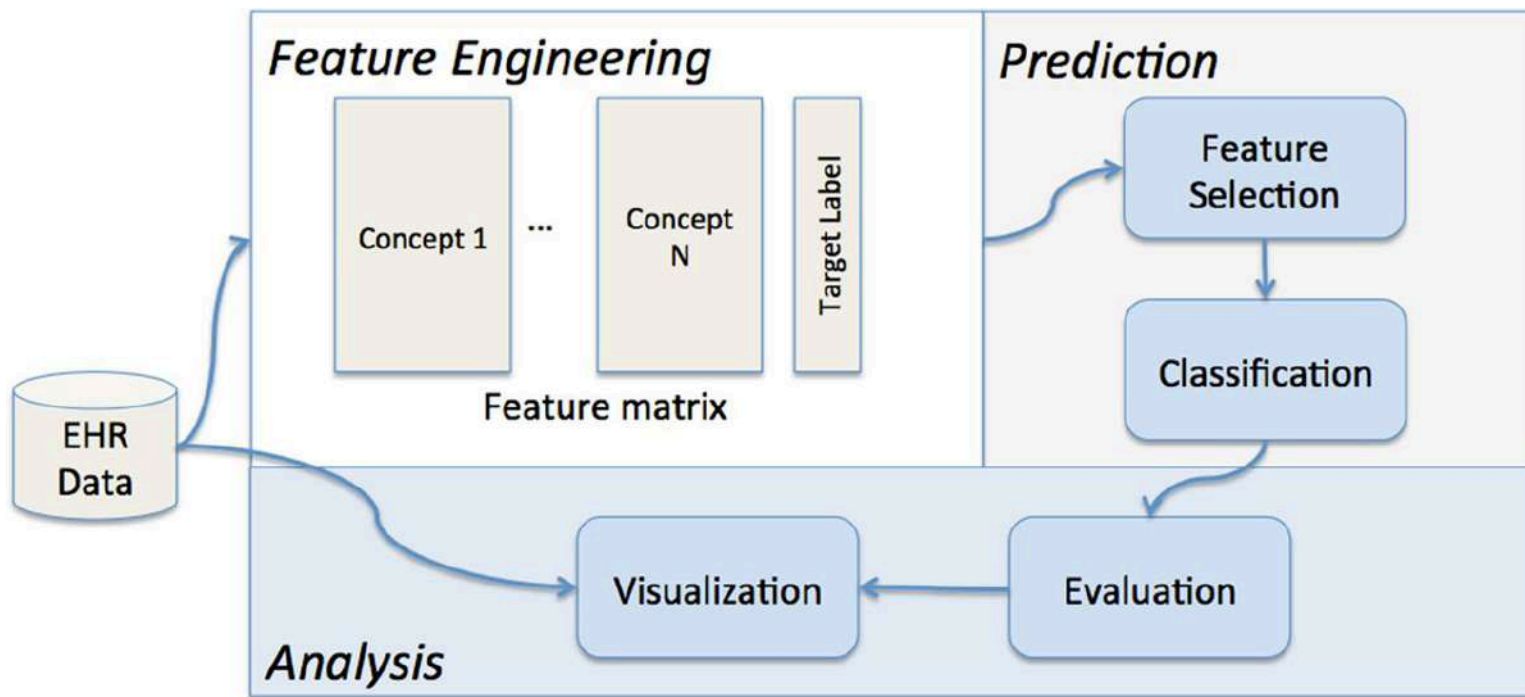 Feature Engineering
Prediction
Concept 1
...
Concept
N
Target Label
Feature matrix
Feature
Selection
Classification
EHR
Data
Visualization
Evaluation
Analysis